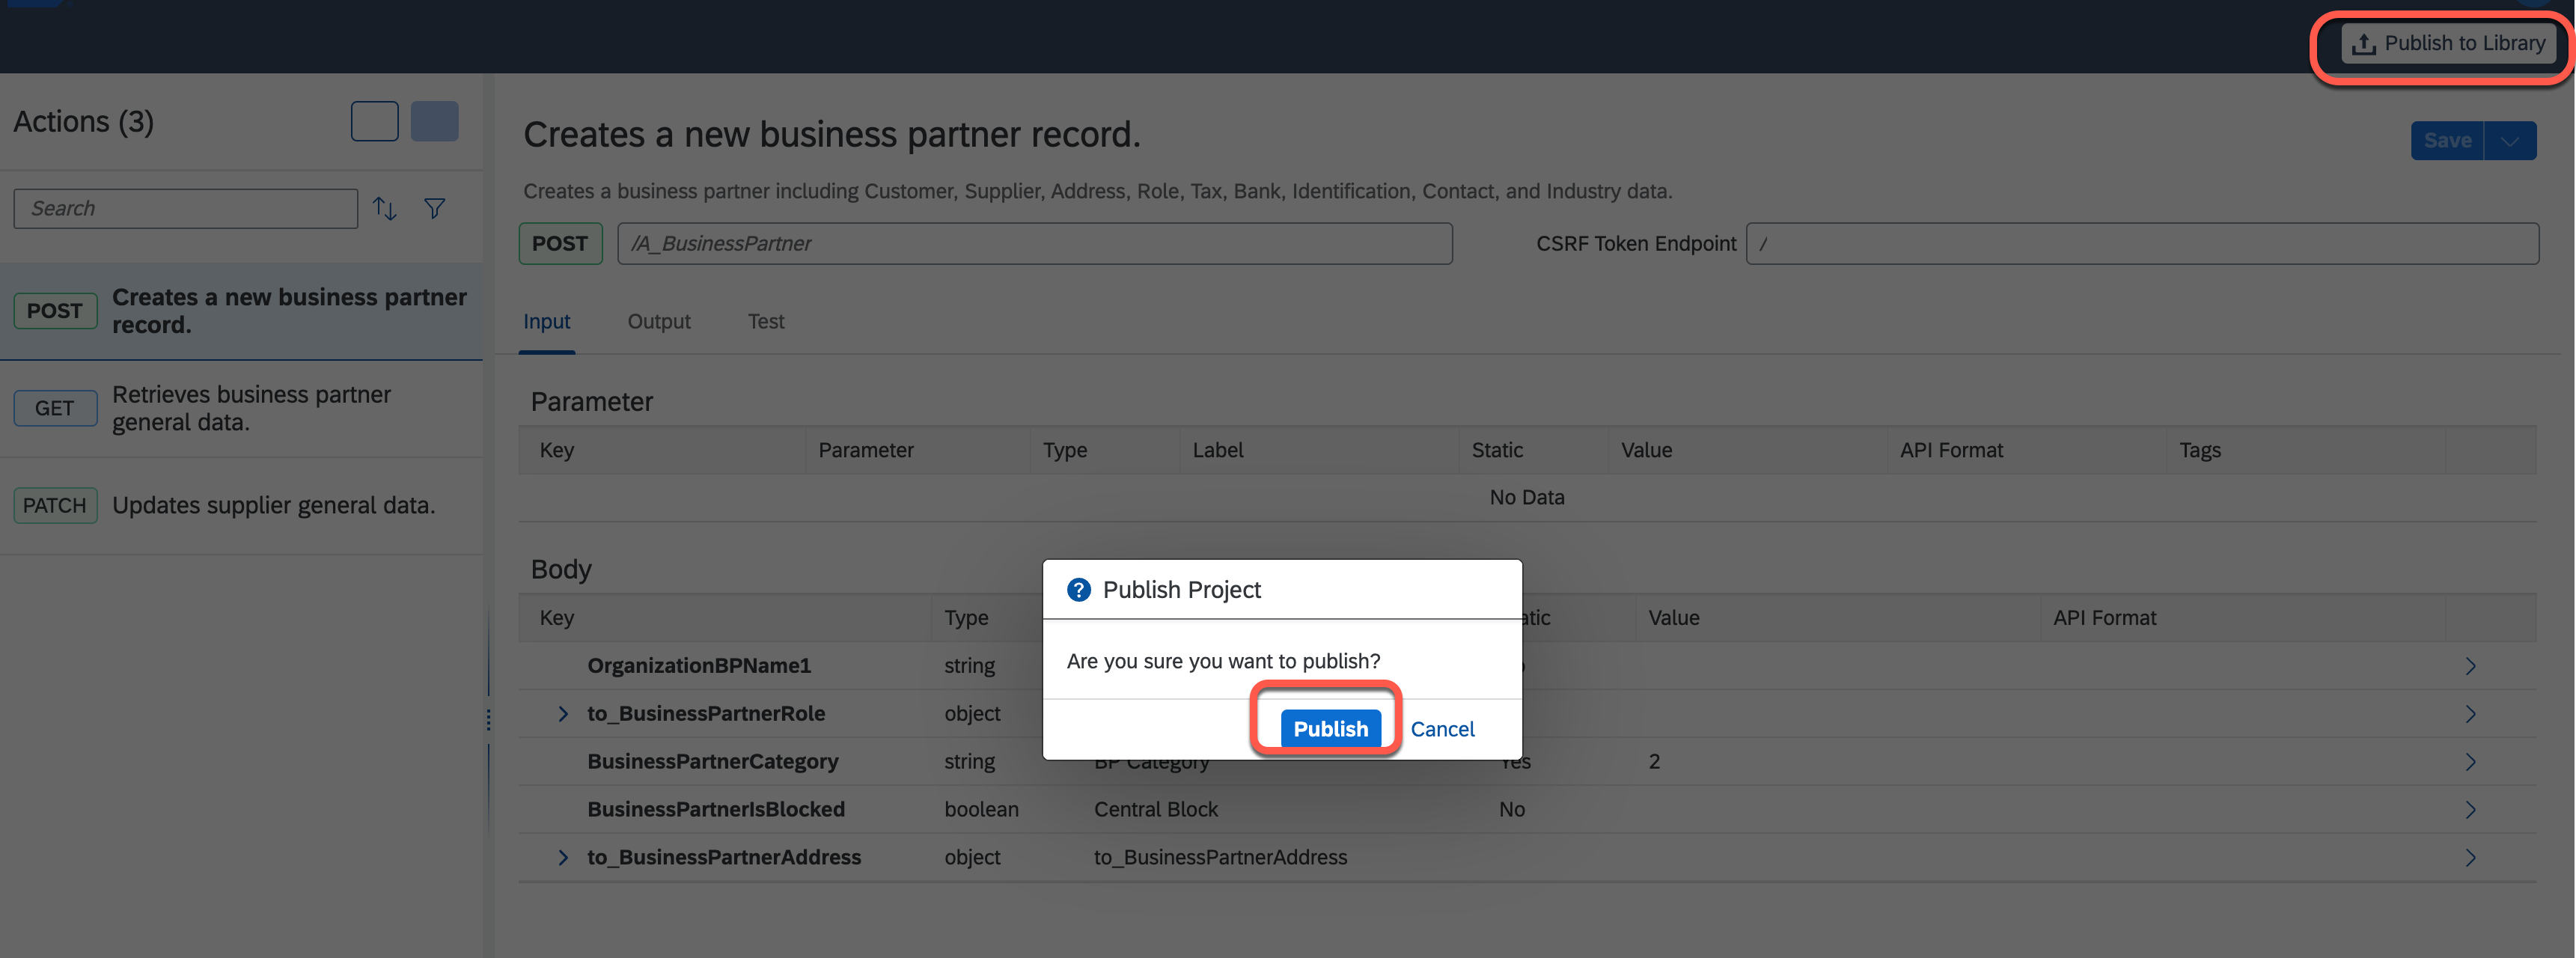 Publish to Library
Actions (3)
Search
POST
Creates a new business partner
record.
GET
Retrieves business partner
general data.
PATCH
Updates supplier general data.
Creates a new business partner record.
Save
Creates a business partner including Customer, Supplier, Address, Role, Tax, Bank, Identification, Contact, and Industry data.
POST /A_BusinessPartner CSRF Token Endpoint /
Input Output Test
Parameter
Key Parameter Type Label Static Value API Format Tags
No Data
Body
Key Type Value API Format
OrganizationBPName1 string
to_BusinessPartnerRole object
BusinessPartnerCategory string BP Category Yes 2
BusinessPartnerIsBlocked boolean Central Block No
to_BusinessPartnerAddress object to_BusinessPartnerAddress
? Publish Project
Are you sure you want to publish?
Publish Cancel